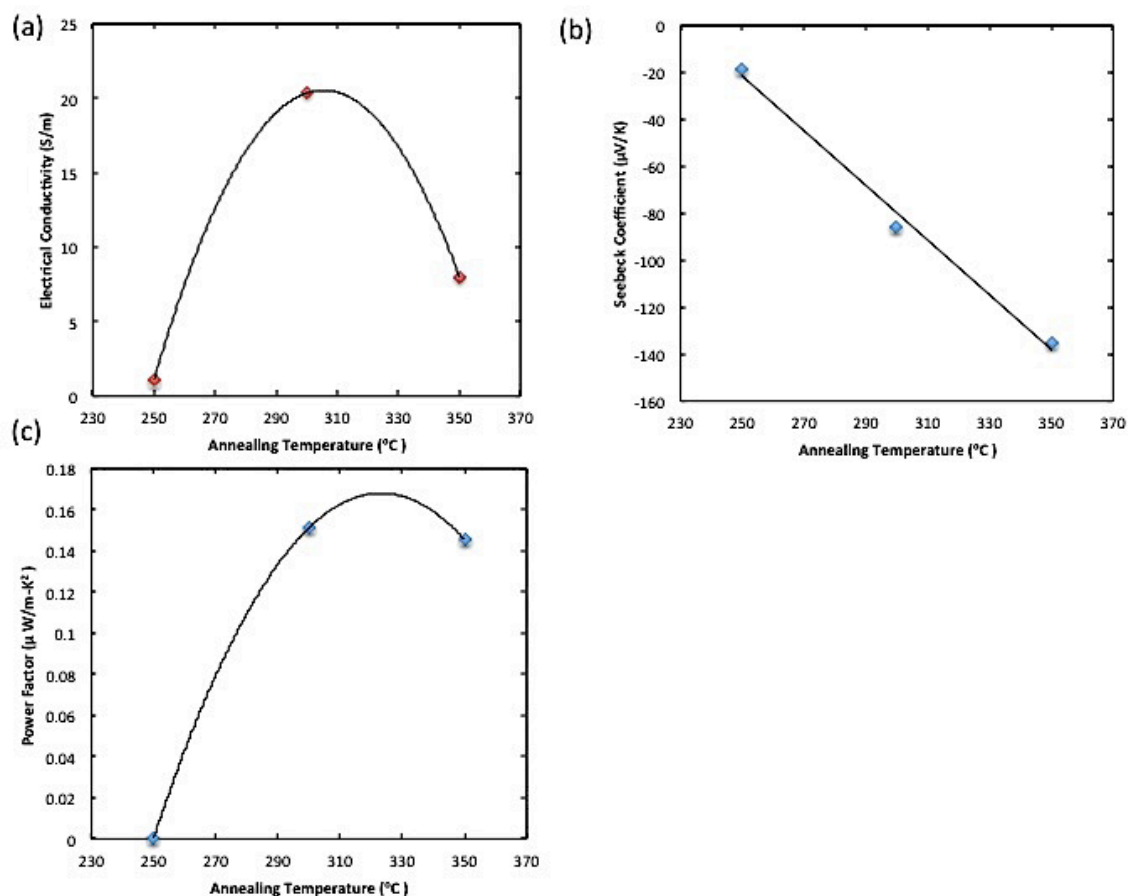 (a)
25
20
15
10
5
0
Electrical Conductivity (S/m)
230 250 270 290 310 330 350 370
Annealing Temperature (°C )
(b)
0
-20
-40
-60
-80
-100
-120
-140
-160
Seebeck Coefficient (µV/K)
230 250 270 290 310 330 350 370
Annealing Temperature (°C )
(c)
0.18
0.16
0.14
0.12
0.1
0.08
0.06
0.04
0.02
0
Power Factor (µ W/m-K² )
230 250 270 290 310 330 350 370
Annealing Temperature (°C )